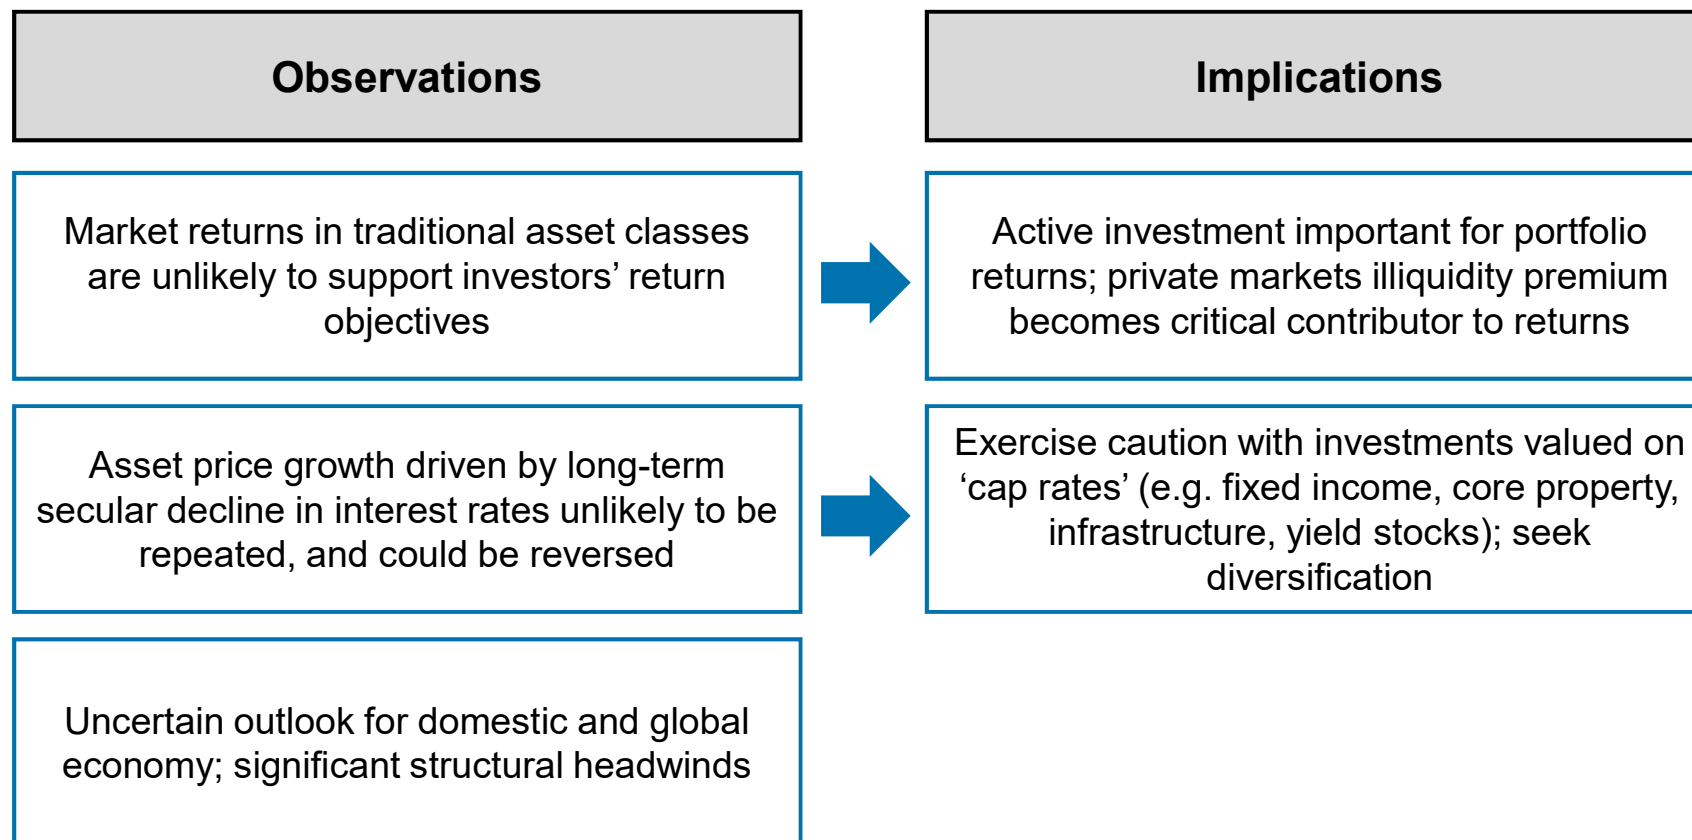 Observations
Implications
Market returns in traditional asset classes
are unlikely to support investors’ return
objectives
Active investment important for portfolio
returns; private markets illiquidity premium
becomes critical contributor to returns
Asset price growth driven by long-term
secular decline in interest rates unlikely to be
repeated, and could be reversed
Exercise caution with investments valued on
‘cap rates’ (e.g. fixed income, core property,
infrastructure, yield stocks); seek
diversification
Uncertain outlook for domestic and global
economy; significant structural headwinds